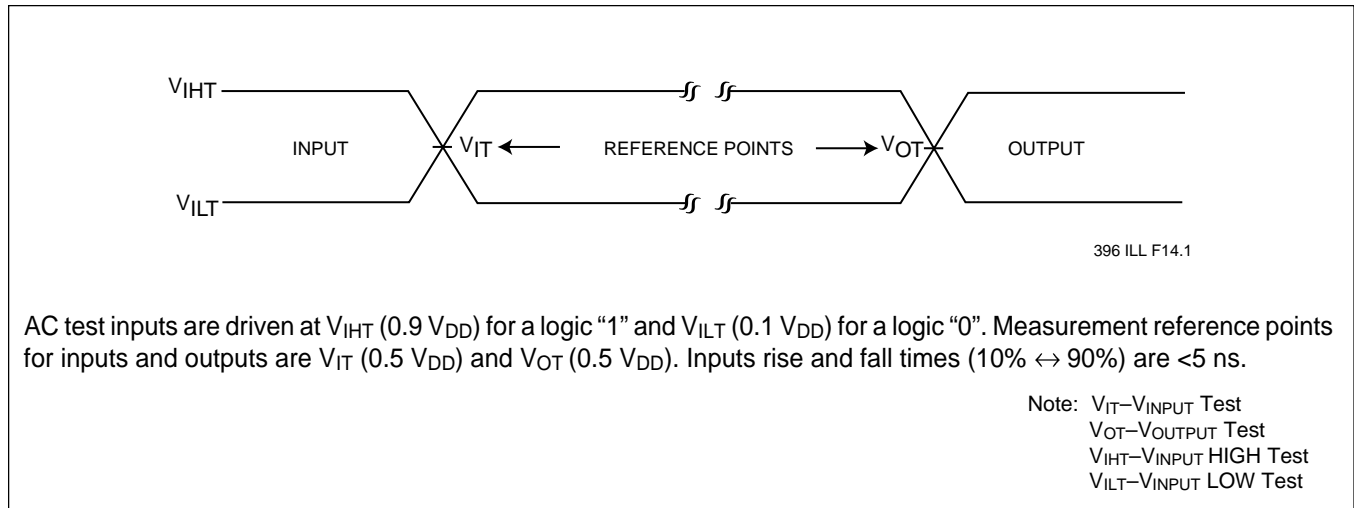 VIHT
INPUT VIT REFERENCE POINTS VOT OUTPUT
VILT
396 ILL F14.1
AC test inputs are driven at VIHT (0.9 VDD) for a logic “1” and VILT (0.1 VDD) for a logic “0”. Measurement reference points
for inputs and outputs are VIT (0.5 VDD) and VOT (0.5 VDD). Inputs rise and fall times (10% ↔ 90%) are <5 ns.
Note: VIT–VINPUT Test
VOT–VOUTPUT Test
VIHT–VINPUT HIGH Test
VILT–VINPUT LOW Test